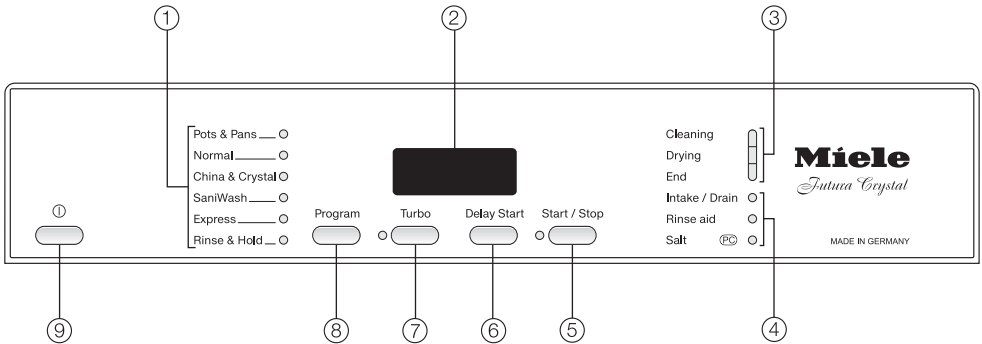 ① ② ③
Pots & Pans
Normal
China & Crystal
SaniWash
Express
Rinse & Hold
Program
Turbo
Delay Start
Start / Stop
Cleaning
Drying
End
Intake / Drain
Rinse aid
Salt PC
Miele
Futura Crystal
MADE IN GERMANY
⑨ ⑧ ⑦ ⑥ ⑤ ④